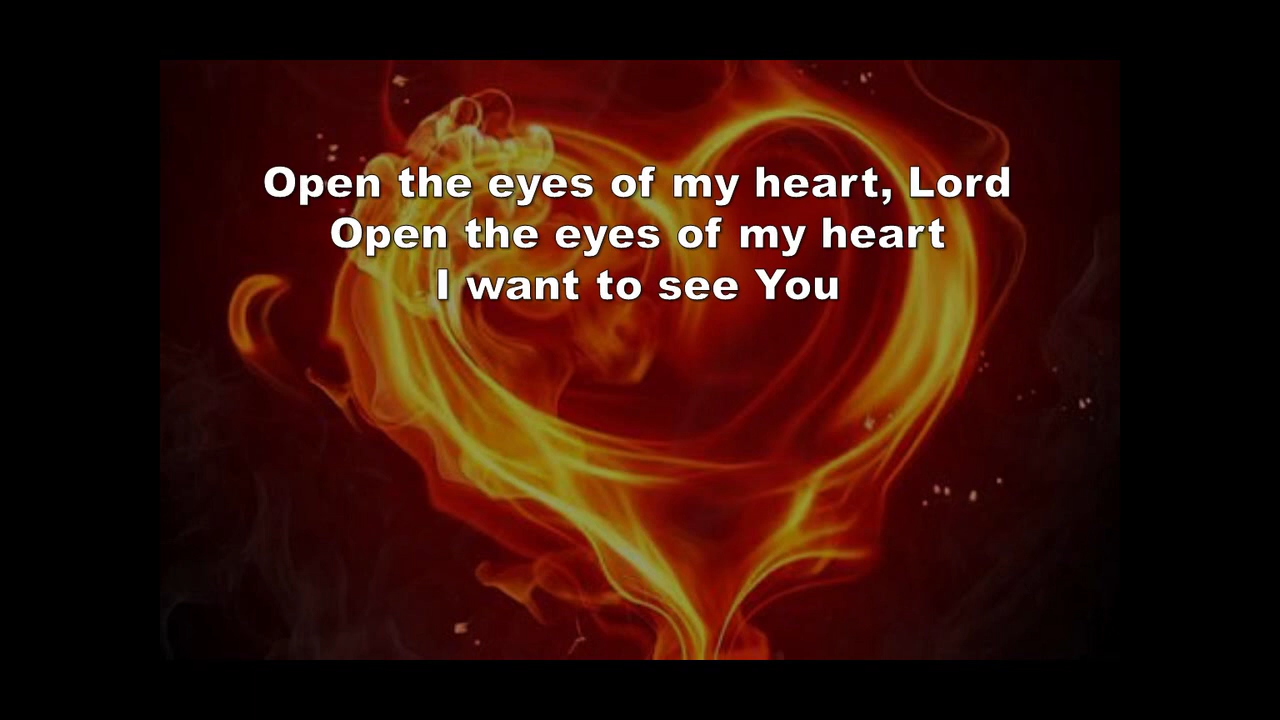 Open the eyes of my heart, Lord
Open the eyes of my heart
I want to see You